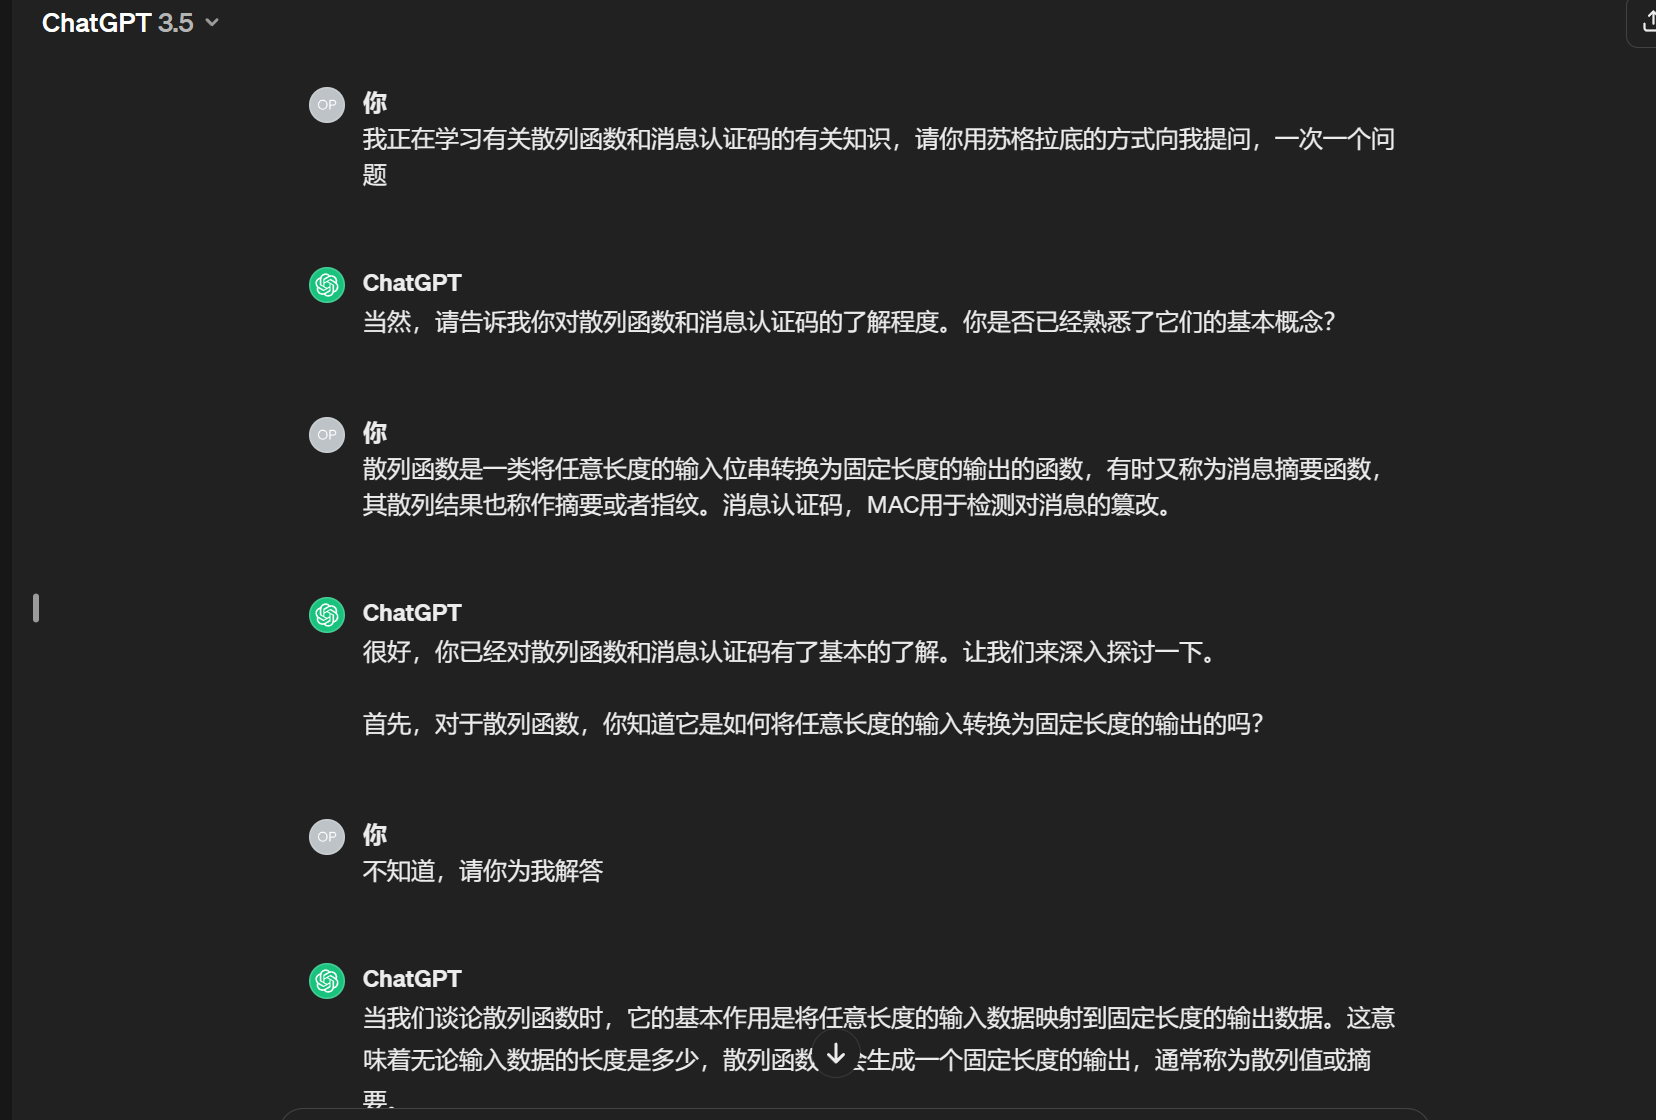 ChatGPT 3.5
OP
你
我正在学习有关散列函数和消息认证码的有关知识，请你用苏格拉底的方式向我提问，一次一个问
题
ChatGPT
当然，请告诉我你对散列函数和消息认证码的了解程度。你是否已经熟悉了它们的基本概念？
OP
你
散列函数是一类将任意长度的输入位串转换为固定长度的输出的函数，有时又称为消息摘要函数，
其散列结果也称作摘要或者指纹。消息认证码，MAC用于检测对消息的篡改。
ChatGPT
很好，你已经对散列函数和消息认证码有了基本的了解。让我们来深入探讨一下。
首先，对于散列函数，你知道它是如何将任意长度的输入转换为固定长度的输出的吗？
OP
你
不知道，请你为我解答
ChatGPT
当我们谈论散列函数时，它的基本作用是将任意长度的输入数据映射到固定长度的输出数据。这意
味着无论输入数据的长度是多少，散列函数会生成一个固定长度的输出，通常称为散列值或摘
要。